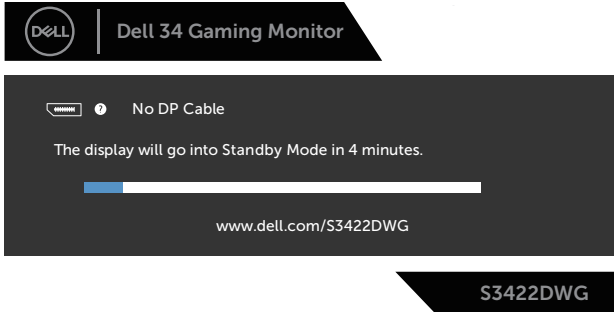 DELL
Dell 34 Gaming Monitor
? No DP Cable
The display will go into Standby Mode in 4 minutes.
www.dell.com/S3422DWG
S3422DWG